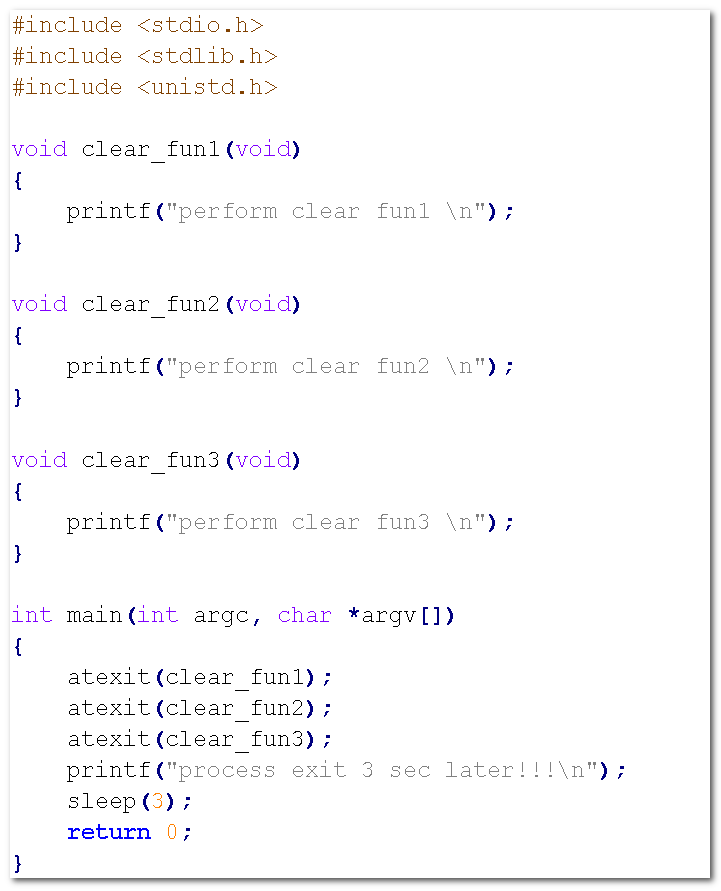 #include <stdio.h>
#include <stdlib.h>
#include <unistd.h>

void clear_fun1(void)
{
    printf("perform clear fun1 \n");
}

void clear_fun2(void)
{
    printf("perform clear fun2 \n");
}

void clear_fun3(void)
{
    printf("perform clear fun3 \n");
}

int main(int argc, char *argv[])
{
    atexit(clear_fun1);
    atexit(clear_fun2);
    atexit(clear_fun3);
    printf("process exit 3 sec later!!!\n");
    sleep(3);
    return 0;
}